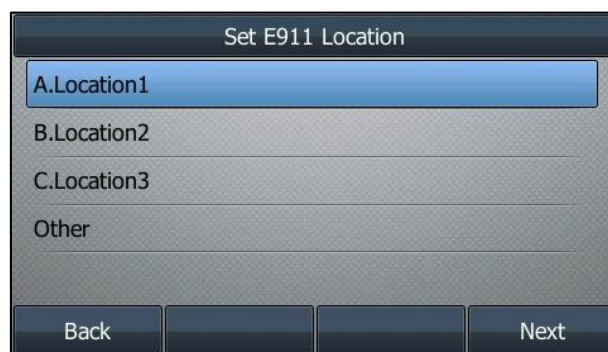 Set E911 Location
A.Location1
B.Location2
C.Location3
Other
Back Next